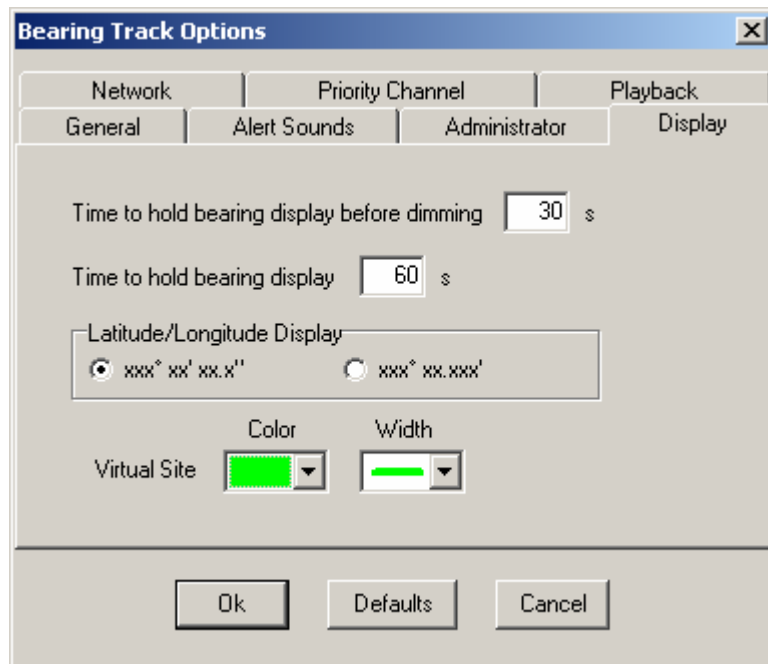 Bearing Track Options
Network Priority Channel Playback
General Alert Sounds Administrator Display
Time to hold bearing display before dimming 30 s
Time to hold bearing display 60 s
Latitude/Longitude Display
xxx° xx' xx.x" xxx° xx.xxx'
Color Width
Virtual Site
Ok Defaults Cancel